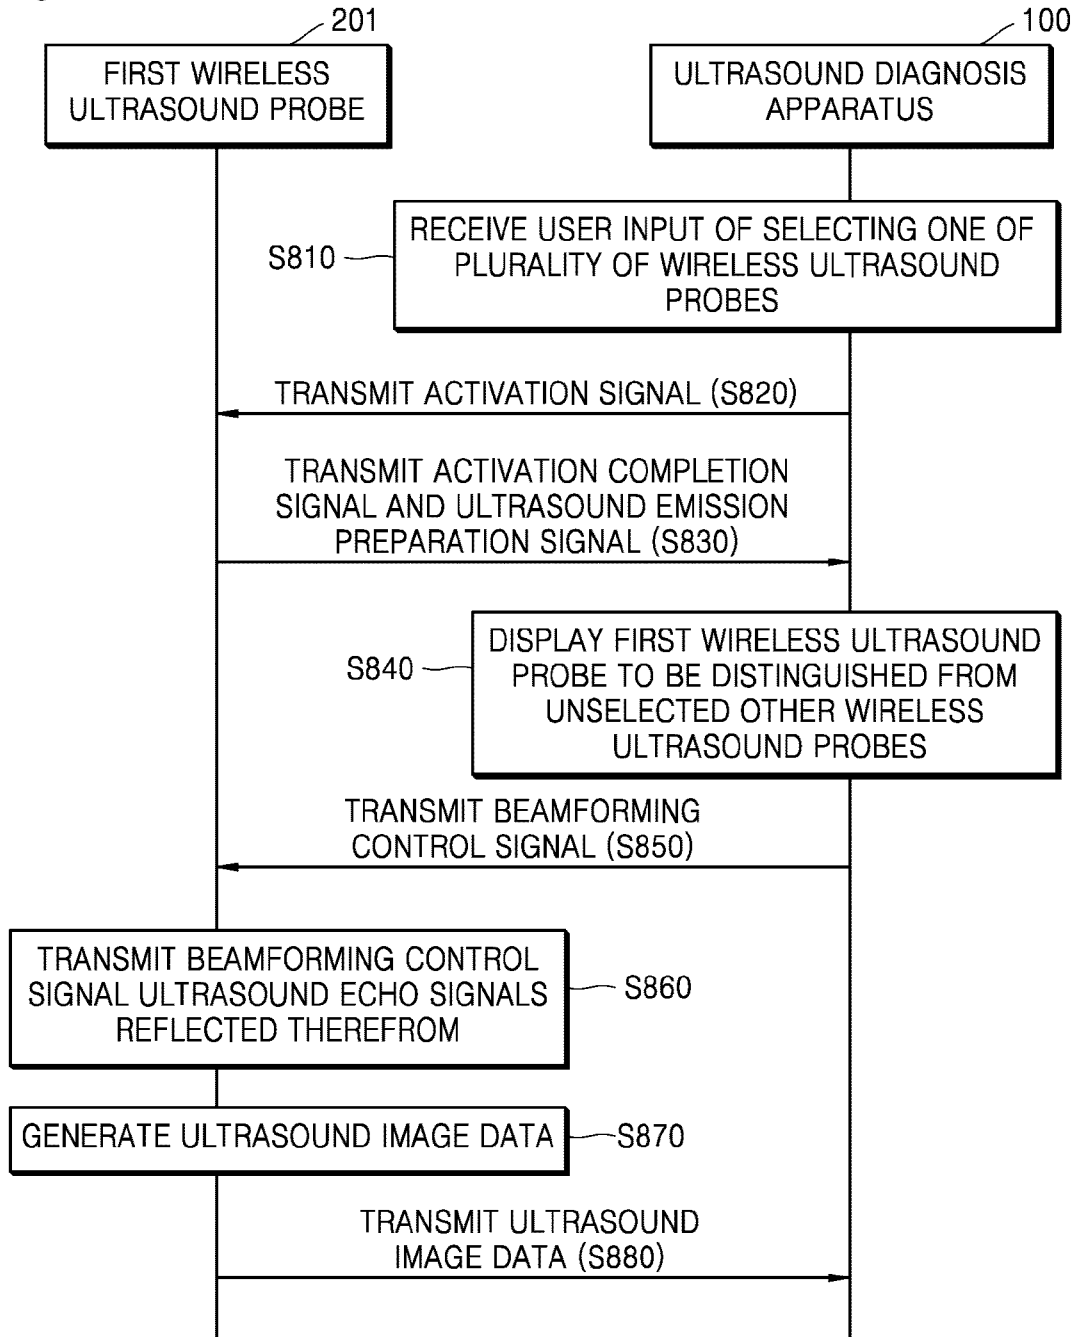 201
100
FIRST WIRELESS
ULTRASOUND PROBE
ULTRASOUND DIAGNOSIS
APPARATUS
S810
RECEIVE USER INPUT OF SELECTING ONE OF
PLURALITY OF WIRELESS ULTRASOUND
PROBES
TRANSMIT ACTIVATION SIGNAL (S820)
TRANSMIT ACTIVATION COMPLETION
SIGNAL AND ULTRASOUND EMISSION
PREPARATION SIGNAL (S830)
S840
DISPLAY FIRST WIRELESS ULTRASOUND
PROBE TO BE DISTINGUISHED FROM
UNSELECTED OTHER WIRELESS
ULTRASOUND PROBES
TRANSMIT BEAMFORMING
CONTROL SIGNAL (S850)
TRANSMIT BEAMFORMING CONTROL
SIGNAL ULTRASOUND ECHO SIGNALS
REFLECTED THEREFROM
S860
GENERATE ULTRASOUND IMAGE DATA
S870
TRANSMIT ULTRASOUND
IMAGE DATA (S880)